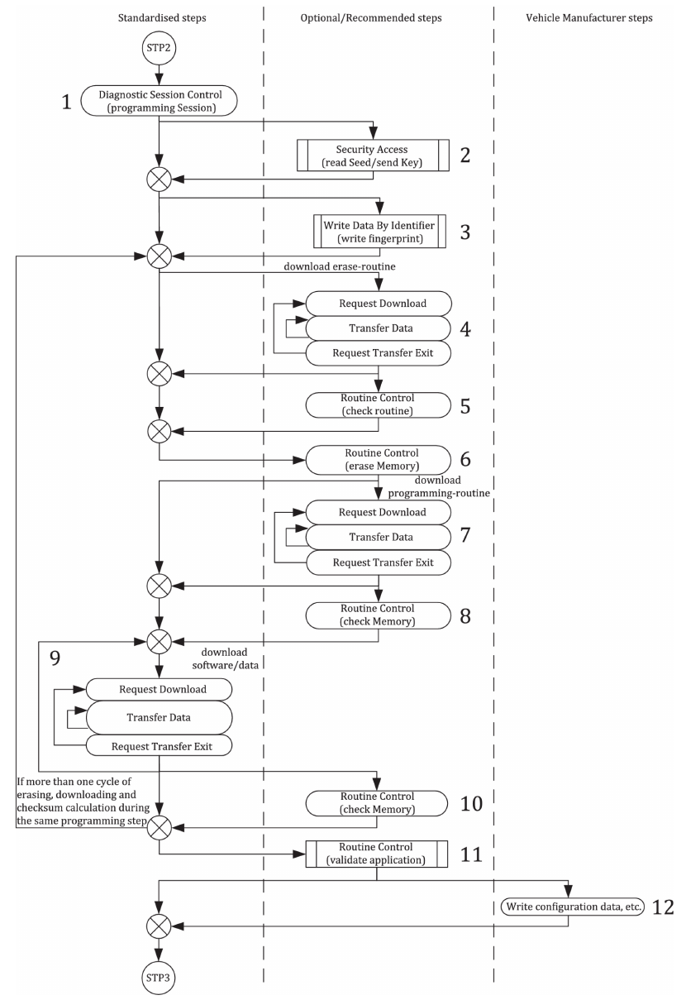 Standardised steps
Optional/Recommended steps
Vehicle Manufacturer steps
STP2
1
Diagnostic Session Control
(programming Session)
Security Access
(read Seed/send Key)
2
Write Data By Identifier
(write fingerprint)
3
download erase-routine
Request Download
Transfer Data
4
Request Transfer Exit
Routine Control
(check routine)
5
Routine Control
(erase Memory)
6
download
programming-routine
Request Download
Transfer Data
7
Request Transfer Exit
Routine Control
(check Memory)
8
9
download
software/data
Request Download
Transfer Data
Request Transfer Exit
If more than one cycle of
erasing, downloading and
checksum calculation during
the same programming step
Routine Control
(check Memory)
10
Routine Control
(validate application)
11
Write configuration data, etc.
12
STP3